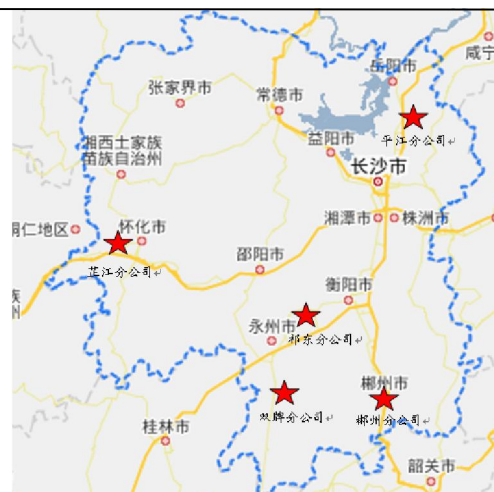 岳阳市
咸宁
张家界市
常德市
平江分公司
益阳市
湘西土家族
苗族自治州
长沙市
湘潭市
株洲市
铜仁地区
怀化市
邵阳市
芷江分公司
族
州
衡阳市
永州市
祁东分公司
郴州市
双牌分公司
郴州分公司
桂林市
韶关市